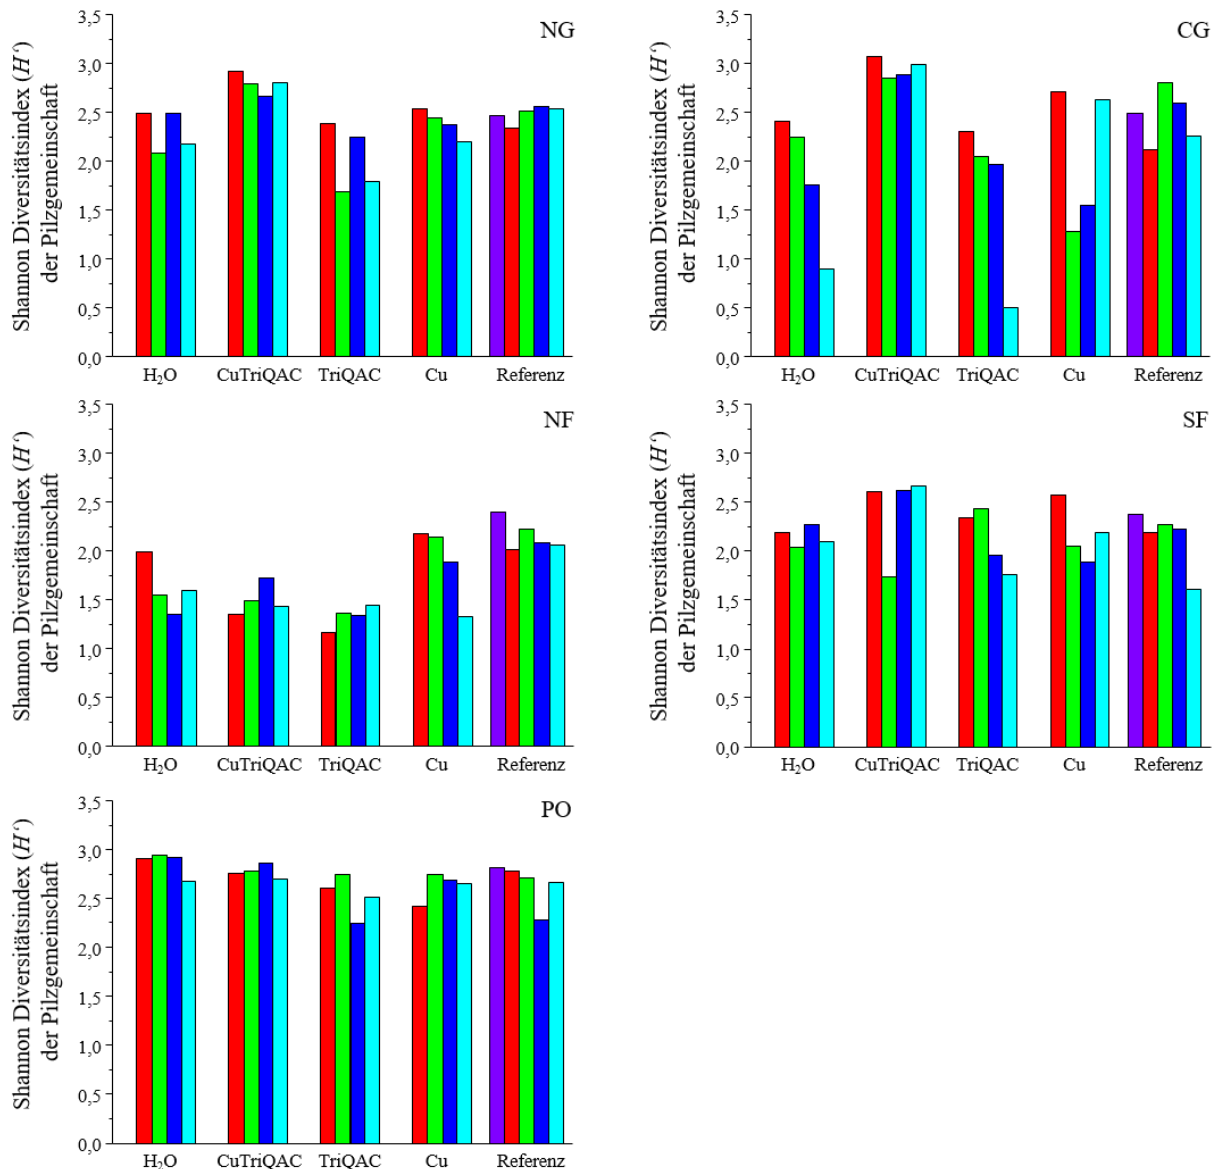 NG
Shannon Diversitätsindex (H‘)
der Pilzgemeinschaft
3,5
3,0
2,5
2,0
1,5
1,0
0,5
0,0
H₂O CuTriQAC TriQAC Cu Referenz
CG
Shannon Diversitätsindex (H‘)
der Pilzgemeinschaft
3,5
3,0
2,5
2,0
1,5
1,0
0,5
0,0
H₂O CuTriQAC TriQAC Cu Referenz
NF
Shannon Diversitätsindex (H‘)
der Pilzgemeinschaft
3,5
3,0
2,5
2,0
1,5
1,0
0,5
0,0
H₂O CuTriQAC TriQAC Cu Referenz
SF
Shannon Diversitätsindex (H‘)
der Pilzgemeinschaft
3,5
3,0
2,5
2,0
1,5
1,0
0,5
0,0
H₂O CuTriQAC TriQAC Cu Referenz
PO
Shannon Diversitätsindex (H‘)
der Pilzgemeinschaft
3,5
3,0
2,5
2,0
1,5
1,0
0,5
0,0
H₂O CuTriQAC TriQAC Cu Referenz